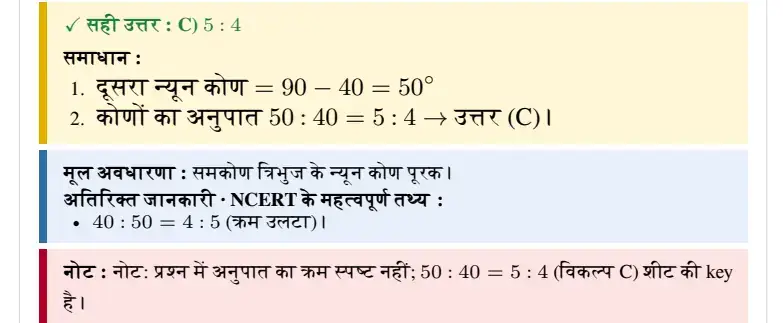 ✓ सही उत्तर : C) 5 : 4
समाधान :
1. दूसरा न्यून कोण = 90 − 40 = 50°
2. कोणों का अनुपात 50 : 40 = 5 : 4 → उत्तर (C)।
मूल अवधारणा : समकोण त्रिभुज के न्यून कोण पूरक।
अतिरिक्त जानकारी · NCERT के महत्वपूर्ण तथ्य :
• 40 : 50 = 4 : 5 (क्रम उलटा)।
नोट : नोट: प्रश्न में अनुपात का क्रम स्पष्ट नहीं; 50 : 40 = 5 : 4 (विकल्प C) शीट की key
है।